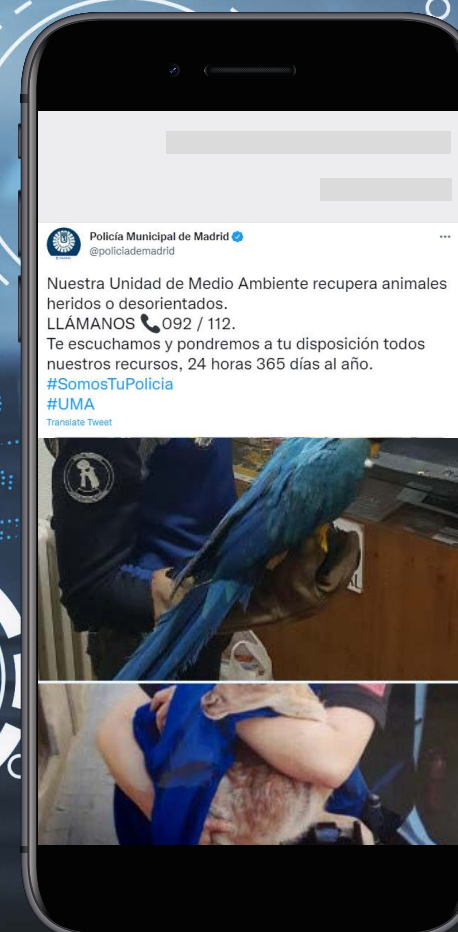 Policía Municipal de Madrid
@policiademadrid
Nuestra Unidad de Medio Ambiente recupera animales
heridos o desorientados.
LLÁMANOS 📞092 / 112.
Te escuchamos y pondremos a tu disposición todos
nuestros recursos, 24 horas 365 días al año.
#SomosTuPolicia
#UMA
Translate Tweet